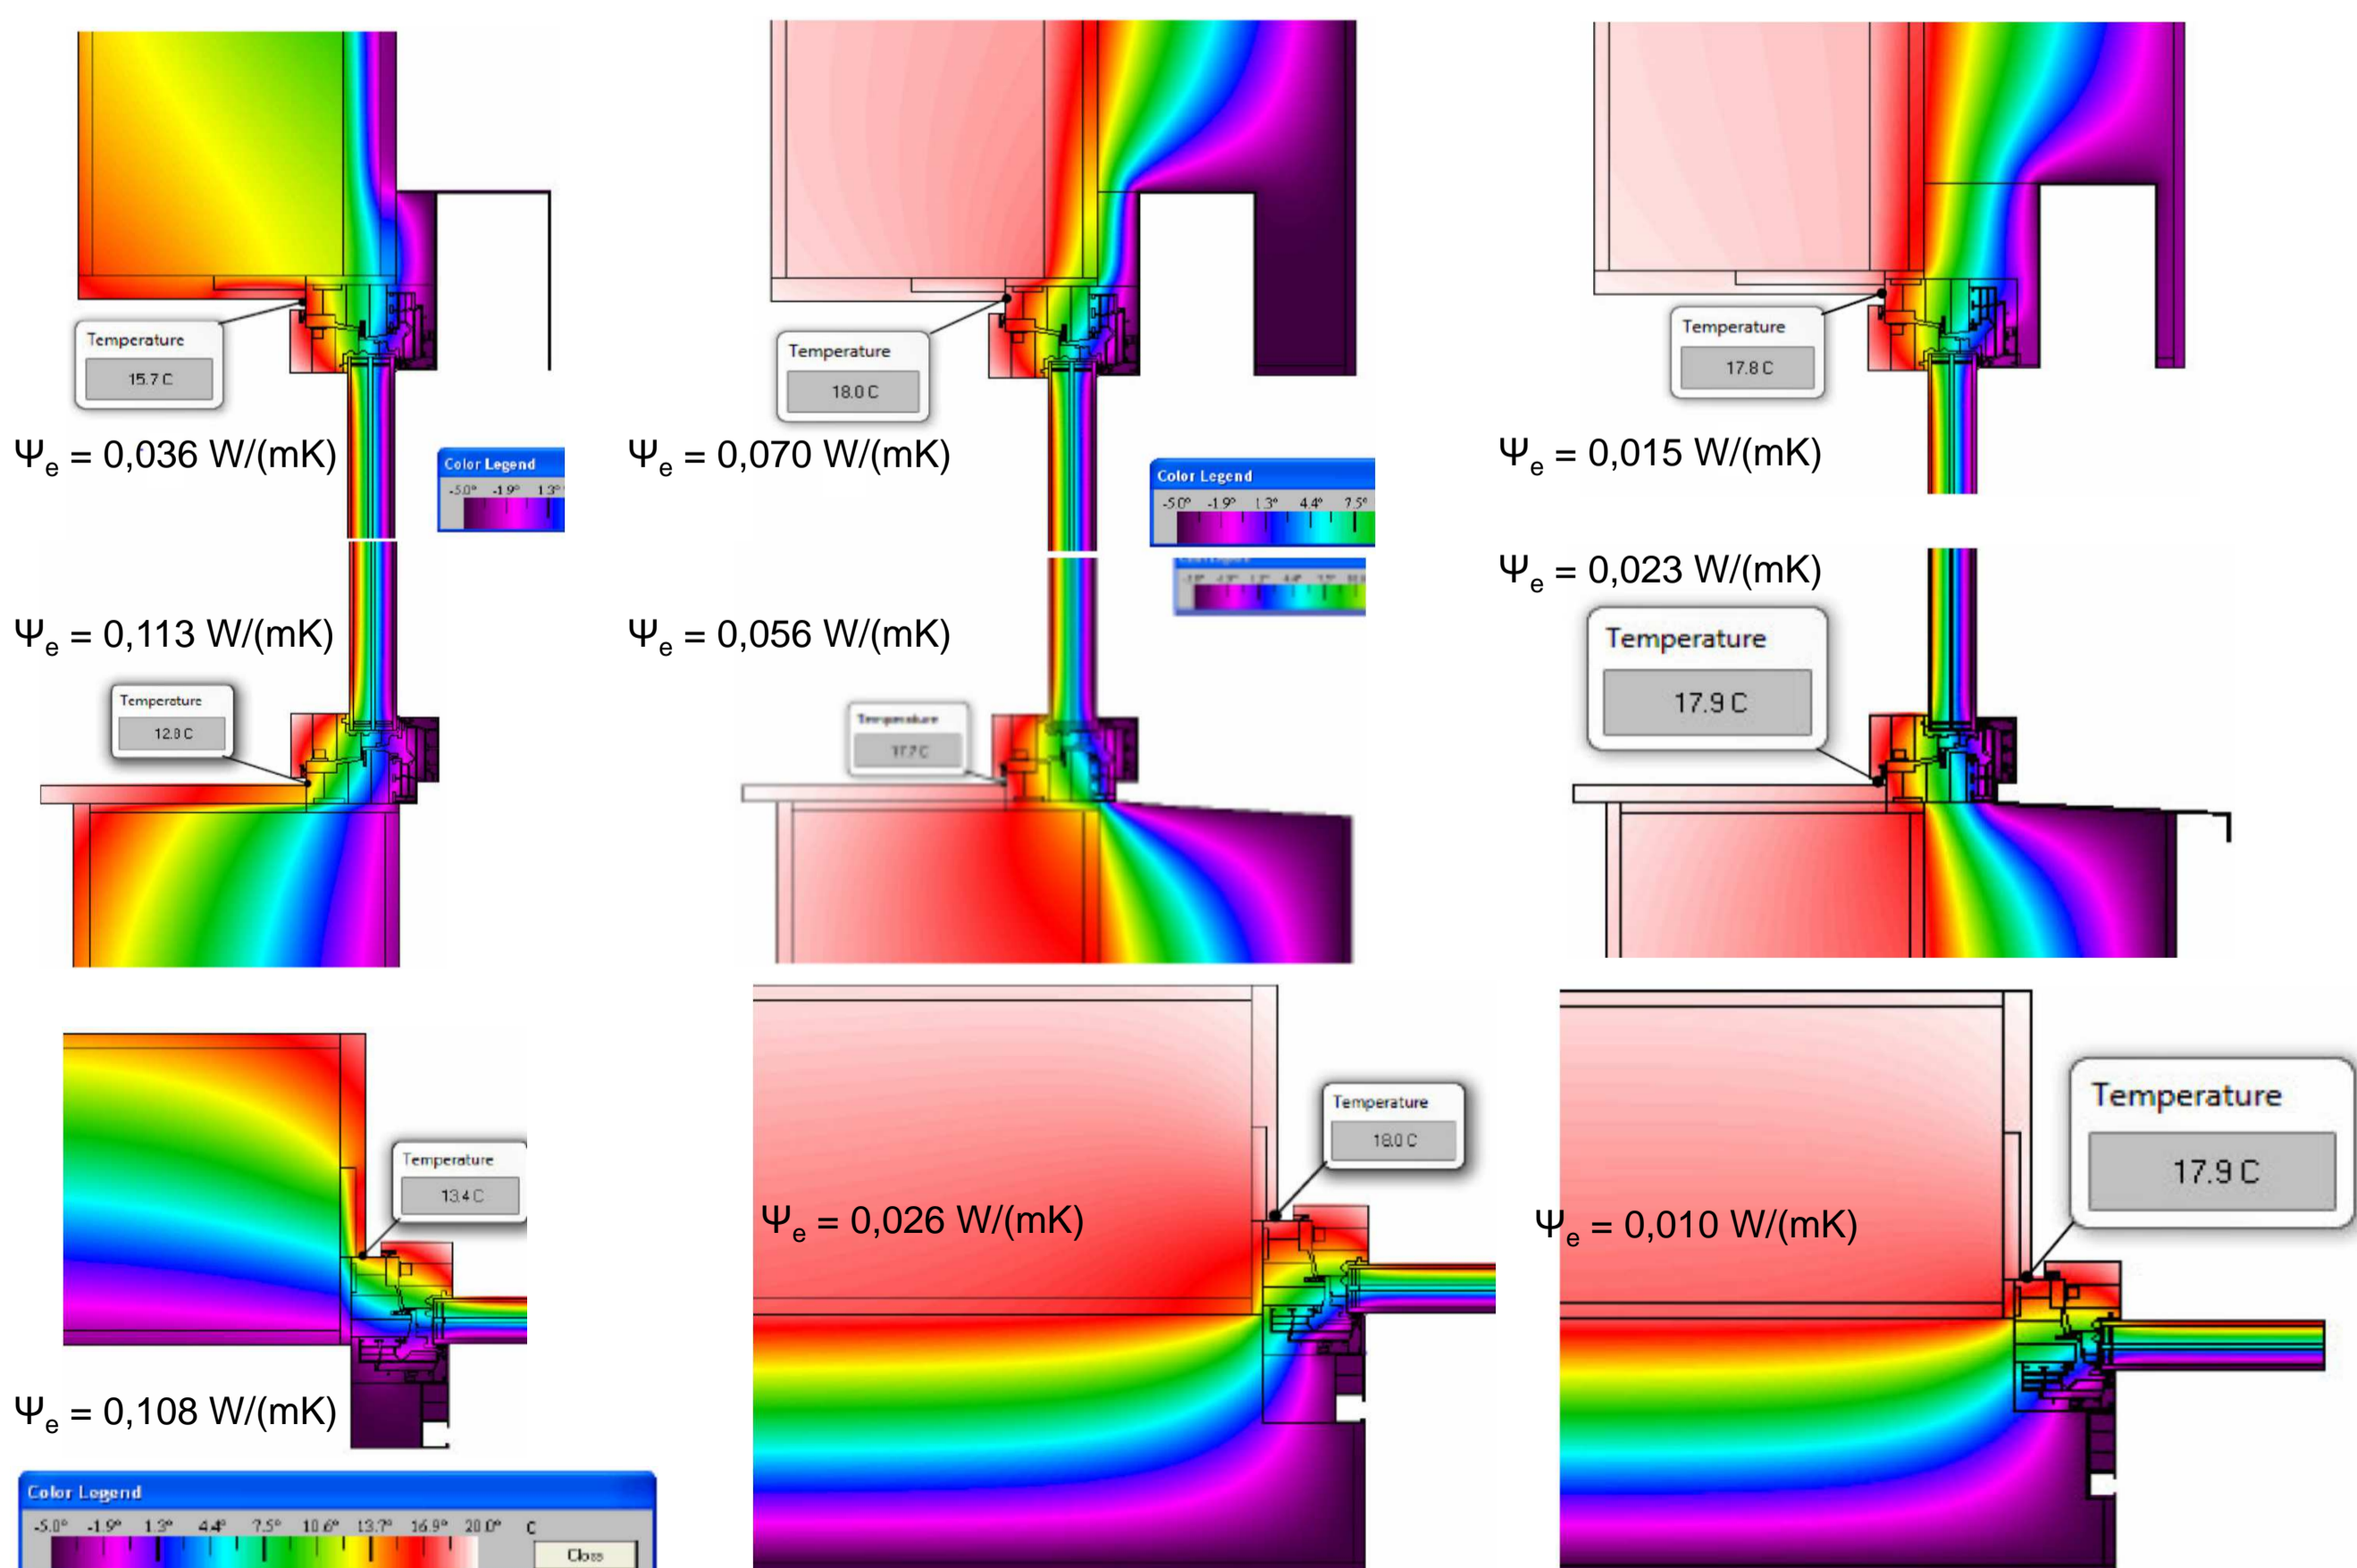 Temperature
15.7 C
Ψe = 0,036 W/(mK)
Color Legend
-5.0° -1.9° 1.3°
Temperature
18.0 C
Ψe = 0,070 W/(mK)
Color Legend
-5.0° -1.9° 1.3° 4.4° 7.5°
Temperature
17.8 C
Ψe = 0,015 W/(mK)
Ψe = 0,113 W/(mK)
Temperature
Ψe = 0,056 W/(mK)
Temperature
Ψe = 0,023 W/(mK)
Temperature
17.9 C
Temperature
13.4 C
Ψe = 0,108 W/(mK)
Temperature
18.0 C
Ψe = 0,026 W/(mK)
Temperature
17.9 C
Ψe = 0,010 W/(mK)
Color Legend
-5.0° -1.9° 1.3° 4.4° 7.5° 10.6° 13.7° 16.9° 20.0° C
Close